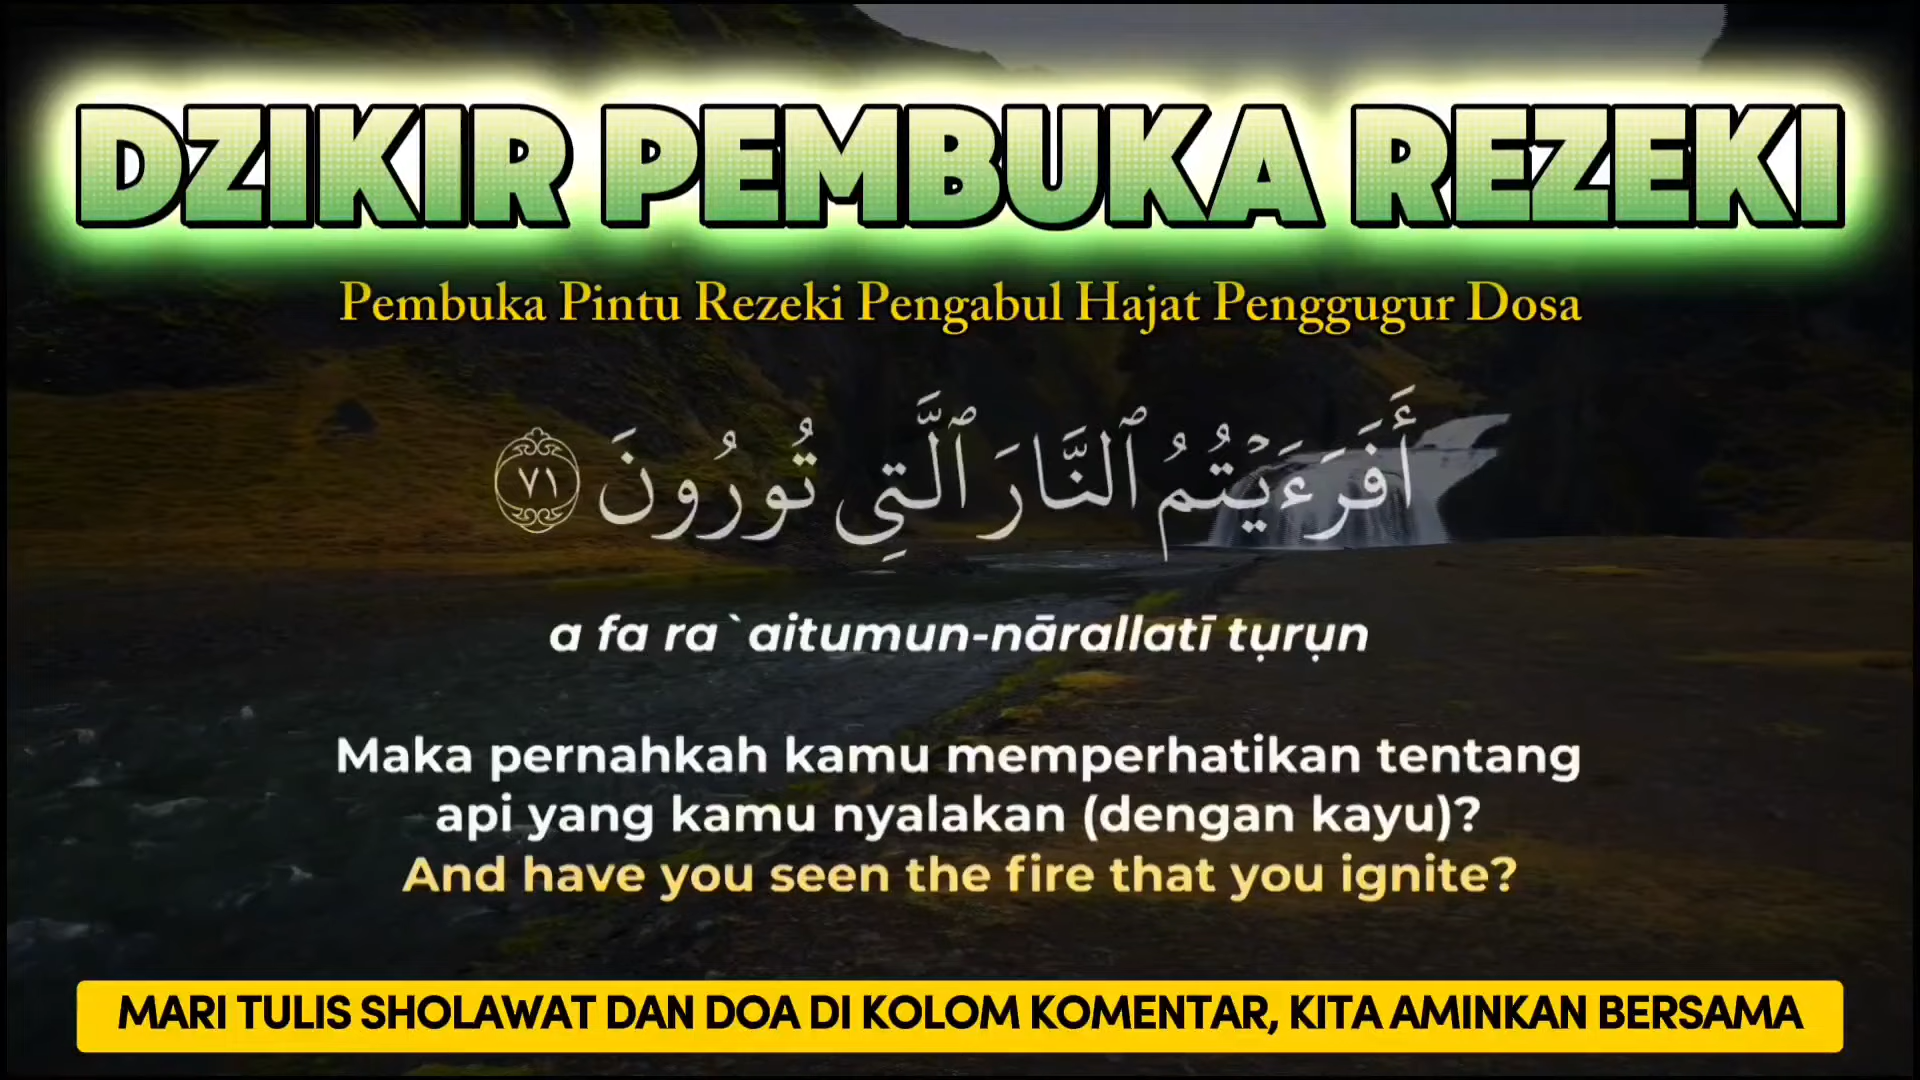 DZIKIR PEMBUKA REZEKI
Pembuka Pintu Rezeki Pengabul Hajat Penggugur Dosa
أَفَرَءَيۡتُمُ ٱلنَّارَ ٱلَّتِي تُورُونَ ٧١
a fa ra`aitumun-nārallatī tụrụn
Maka pernahkah kamu memperhatikan tentang
api yang kamu nyalakan (dengan kayu)?
And have you seen the fire that you ignite?
MARI TULIS SHOLAWAT DAN DOA DI KOLOM KOMENTAR, KITA AMINKAN BERSAMA